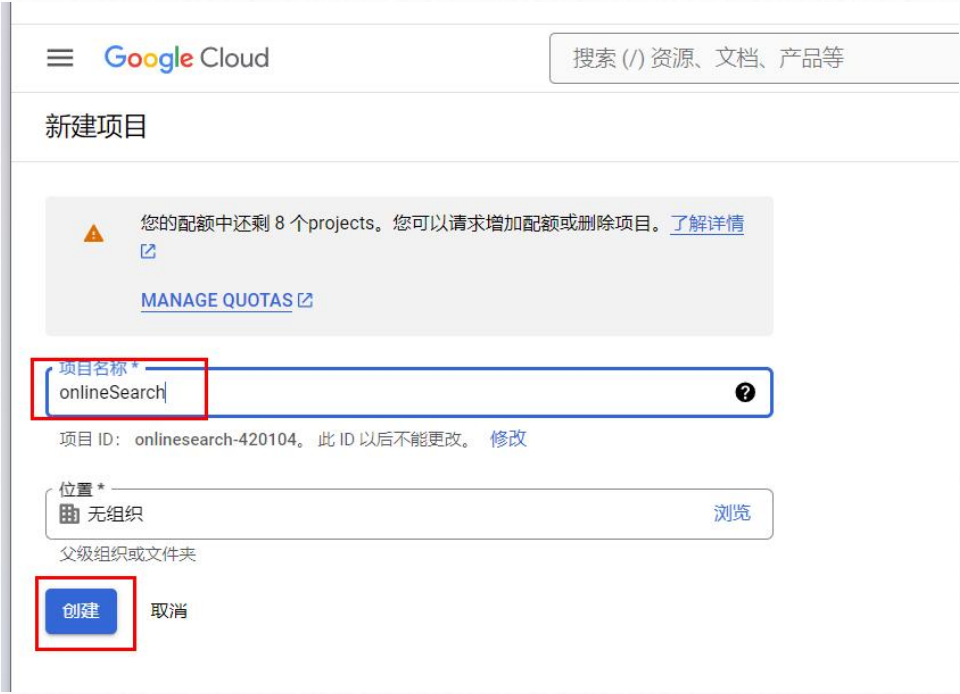 Google Cloud
搜索 (/) 资源、文档、产品等
新建项目
您的配额中还剩 8 个projects。您可以请求增加配额或删除项目。了解详情
MANAGE QUOTAS
项目名称 *
onlineSearch
项目 ID： onlinesearch-420104。 此 ID 以后不能更改。 修改
位置 *
无组织 浏览
父级组织或文件夹
创建 取消